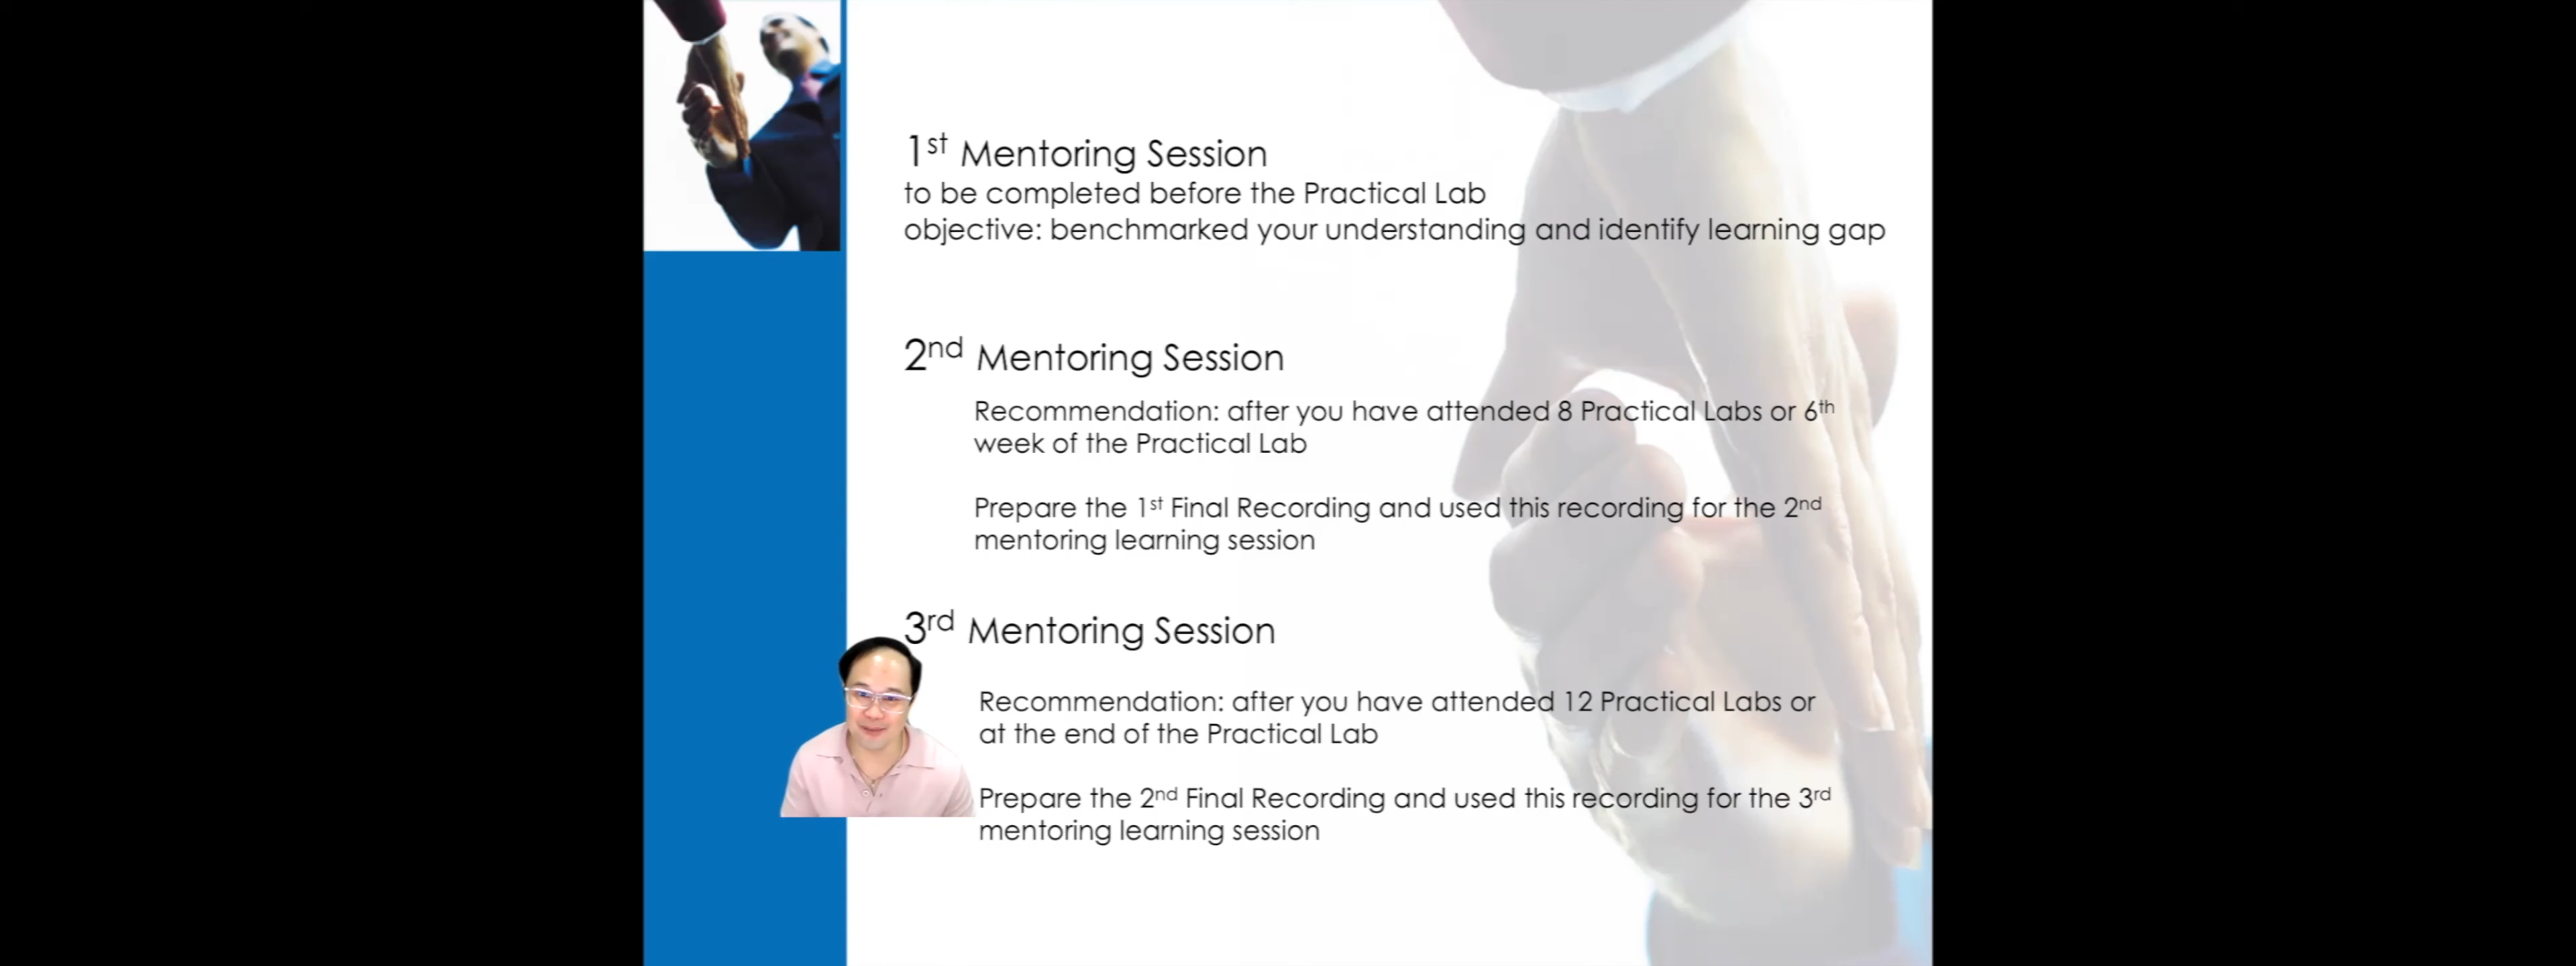 1st Mentoring Session
to be completed before the Practical Lab
objective: benchmarked your understanding and identify learning gap
2nd Mentoring Session
Recommendation: after you have attended 8 Practical Labs or 6th
week of the Practical Lab
Prepare the 1st Final Recording and used this recording for the 2nd
mentoring learning session
3rd Mentoring Session
Recommendation: after you have attended 12 Practical Labs or
at the end of the Practical Lab
Prepare the 2nd Final Recording and used this recording for the 3rd
mentoring learning session